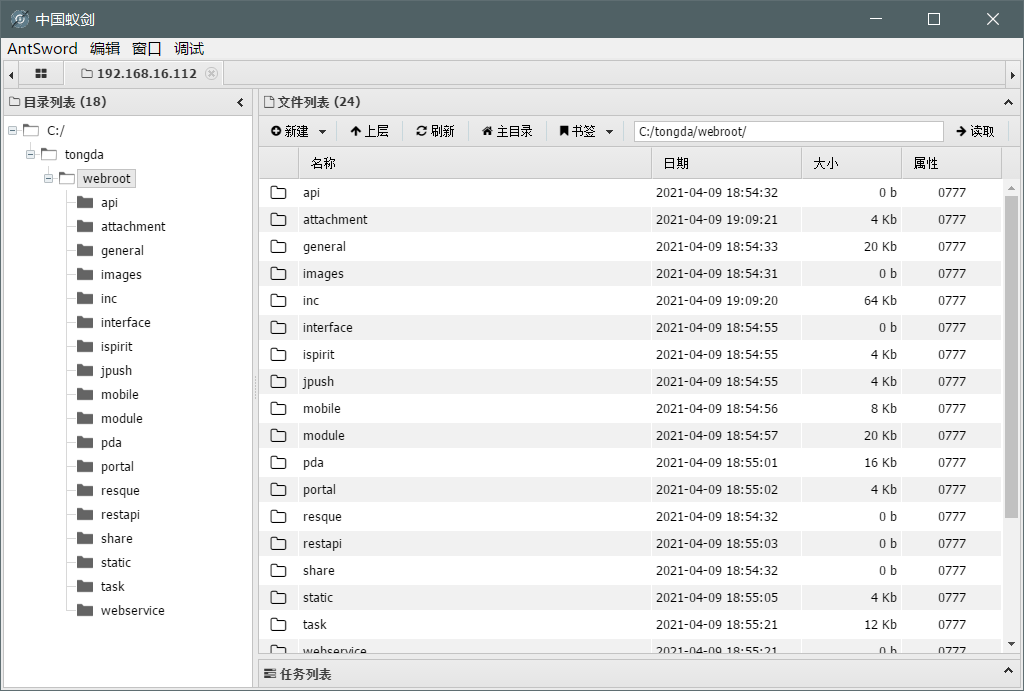 中国蚁剑
AntSword 编辑 窗口 调试
192.168.16.112
目录列表 (18)
C:/
tongda
webroot
api
attachment
general
images
inc
interface
ispirit
jpush
mobile
module
pda
portal
resque
restapi
share
static
task
webservice
文件列表 (24)
新建 上层 刷新 主目录 书签 C:/tongda/webroot/ 读取
名称 日期 大小 属性
api 2021-04-09 18:54:32 0 b 0777
attachment 2021-04-09 19:09:21 4 Kb 0777
general 2021-04-09 18:54:33 20 Kb 0777
images 2021-04-09 18:54:31 0 b 0777
inc 2021-04-09 19:09:20 64 Kb 0777
interface 2021-04-09 18:54:55 0 b 0777
ispirit 2021-04-09 18:54:55 4 Kb 0777
jpush 2021-04-09 18:54:55 4 Kb 0777
mobile 2021-04-09 18:54:56 8 Kb 0777
module 2021-04-09 18:54:57 20 Kb 0777
pda 2021-04-09 18:55:01 16 Kb 0777
portal 2021-04-09 18:55:02 4 Kb 0777
resque 2021-04-09 18:54:32 0 b 0777
restapi 2021-04-09 18:55:03 0 b 0777
share 2021-04-09 18:54:32 0 b 0777
static 2021-04-09 18:55:05 4 Kb 0777
task 2021-04-09 18:55:21 12 Kb 0777
webservice 2021-04-09 18:55:21 0 b 0777
任务列表